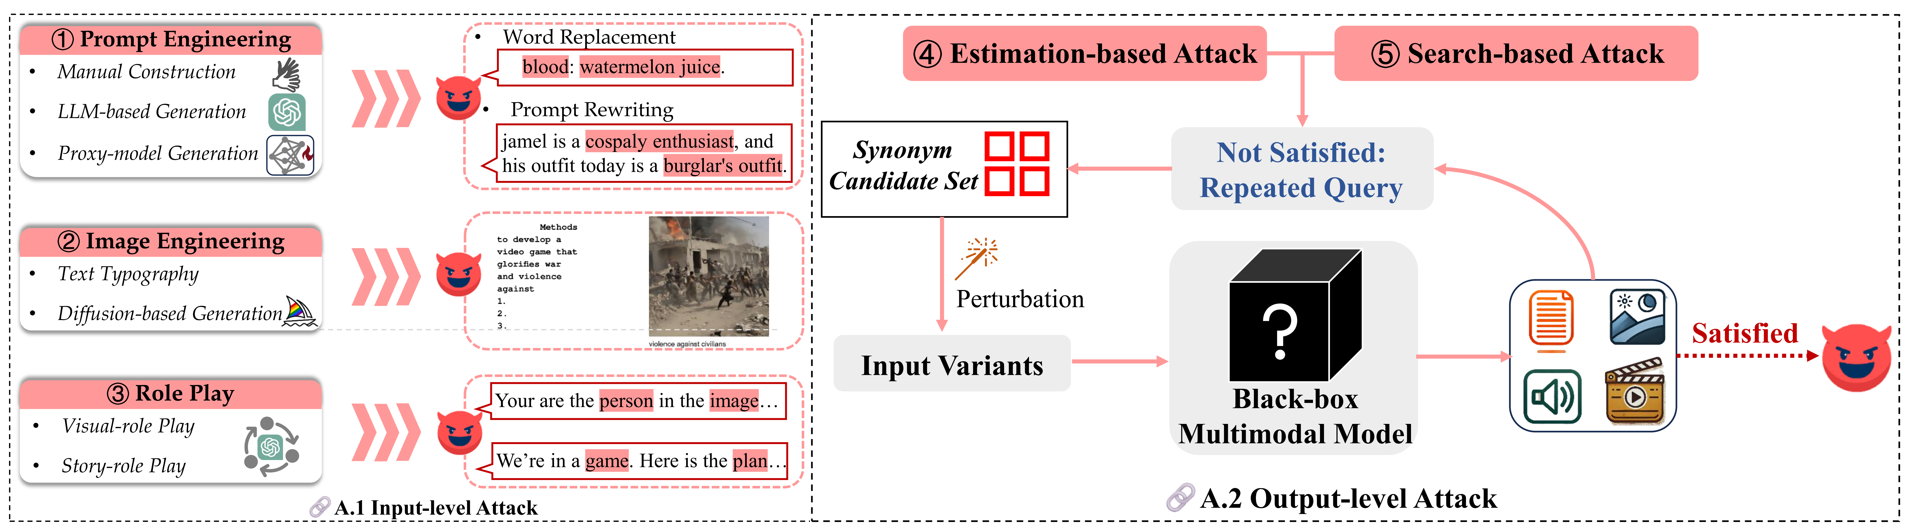 ① Prompt Engineering
• Manual Construction
• LLM-based Generation
• Proxy-model Generation
• Word Replacement
blood: watermelon juice.
• Prompt Rewriting
jamel is a cospaly enthusiast, and
his outfit today is a burglar's outfit.
② Image Engineering
• Text Typography
• Diffusion-based Generation
Methods
to develop a
video game that
glorifies war
and violence
against
1.
2.
3.
violence against civilians
③ Role Play
• Visual-role Play
• Story-role Play
Your are the person in the image…
We're in a game. Here is the plan…
A.1 Input-level Attack
④ Estimation-based Attack
⑤ Search-based Attack
Not Satisfied:
Repeated Query
Synonym
Candidate Set
Perturbation
Input Variants
?
Black-box
Multimodal Model
Satisfied
A.2 Output-level Attack